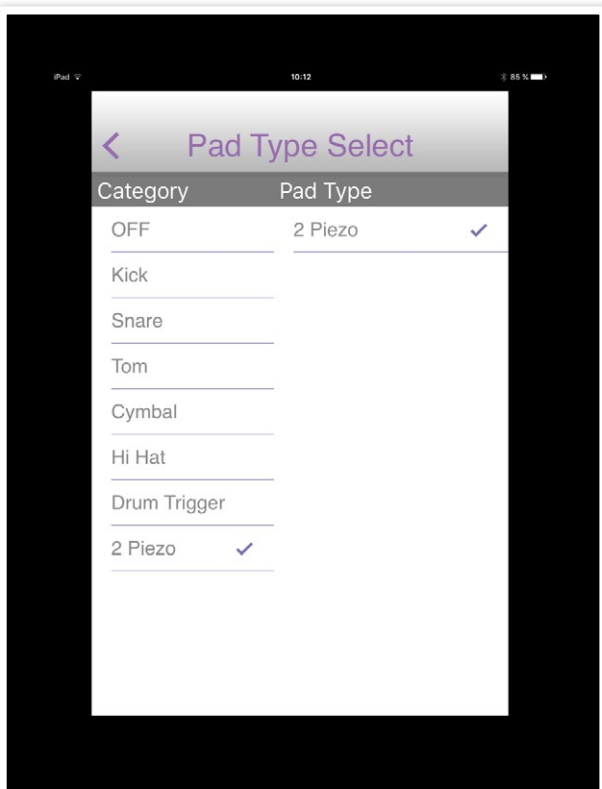 iPad 10:12 85 %
Pad Type Select
Category Pad Type
OFF 2 Piezo
Kick
Snare
Tom
Cymbal
Hi Hat
Drum Trigger
2 Piezo